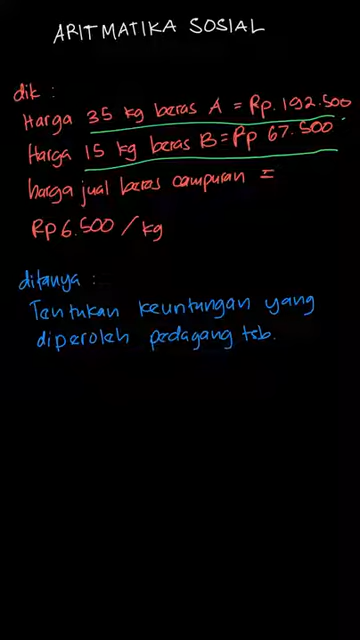 ARITMATIKA SOSIAL
dik :
Harga 35 kg beras A = Rp. 192.500
Harga 15 kg beras B = Rp 67.500
harga jual beras campuran =
Rp 6.500 / kg
ditanya :
Tentukan keuntungan yang
diperoleh pedagang tsb.